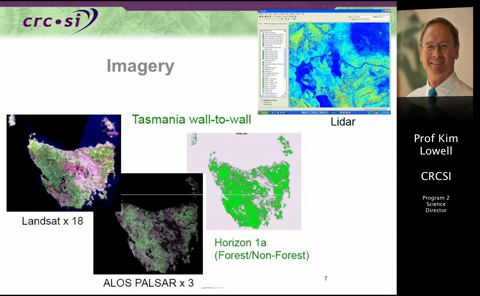 crc•si
Imagery
Tasmania wall-to-wall
Lidar
Landsat x 18
Horizon 1a
(Forest/Non-Forest)
ALOS PALSAR x 3
7
Prof Kim
Lowell
CRCSI
Program 2
Science
Director